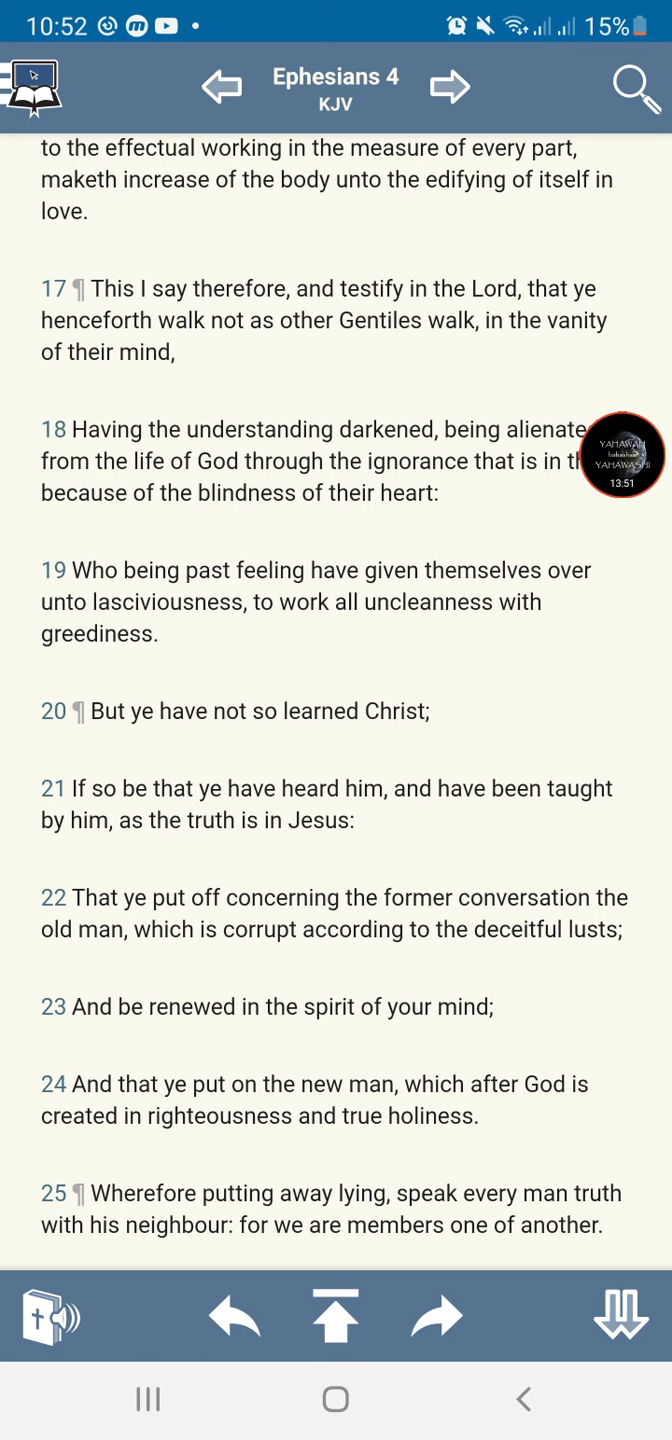 10:52 15%
Ephesians 4
KJV
to the effectual working in the measure of every part,
maketh increase of the body unto the edifying of itself in
love.
17 ¶ This I say therefore, and testify in the Lord, that ye
henceforth walk not as other Gentiles walk, in the vanity
of their mind,
18 Having the understanding darkened, being alienate
from the life of God through the ignorance that is in th
because of the blindness of their heart:
YAHAWAH
bahasham
YAHAWASHI
13:51
19 Who being past feeling have given themselves over
unto lasciviousness, to work all uncleanness with
greediness.
20 ¶ But ye have not so learned Christ;
21 If so be that ye have heard him, and have been taught
by him, as the truth is in Jesus:
22 That ye put off concerning the former conversation the
old man, which is corrupt according to the deceitful lusts;
23 And be renewed in the spirit of your mind;
24 And that ye put on the new man, which after God is
created in righteousness and true holiness.
25 ¶ Wherefore putting away lying, speak every man truth
with his neighbour: for we are members one of another.